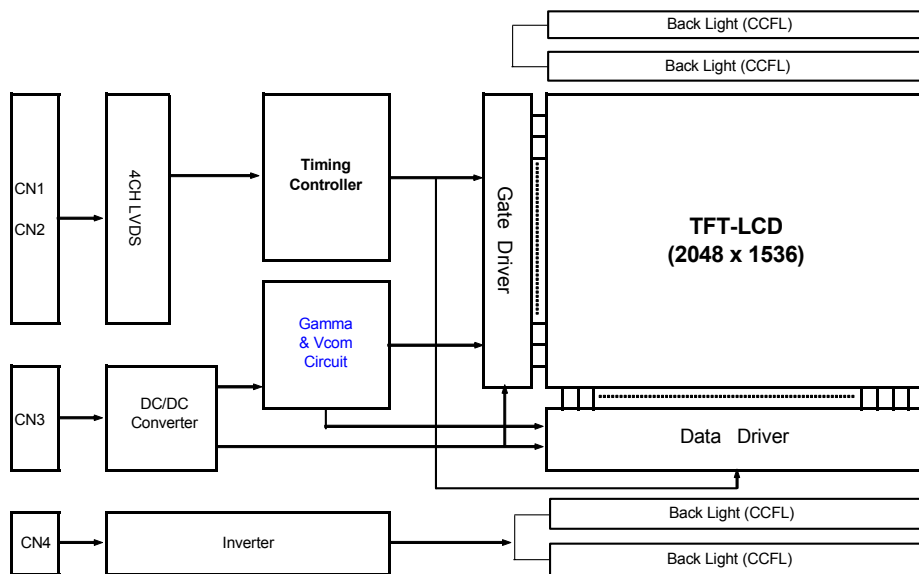 Back Light (CCFL)
Back Light (CCFL)
CN1
CN2
4CH LVDS
Timing
Controller
Gate Driver
TFT-LCD
(2048 x 1536)
Gamma
& Vcom
Circuit
CN3
DC/DC
Converter
Data Driver
CN4
Inverter
Back Light (CCFL)
Back Light (CCFL)